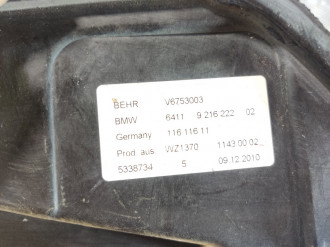 BEHR V6753003
BMW 6411 9 216 222 02
Germany 116 116 11
Prod. aus: WZ1370 1143 00 02
5338734 5 09.12.2010